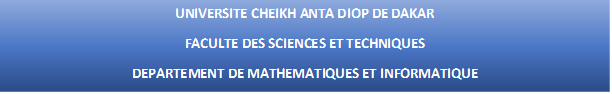 UNIVERSITE CHEIKH ANTA DIOP DE DAKAR
FACULTE DES SCIENCES ET TECHNIQUES
DEPARTEMENT DE MATHEMATIQUES ET INFORMATIQUE